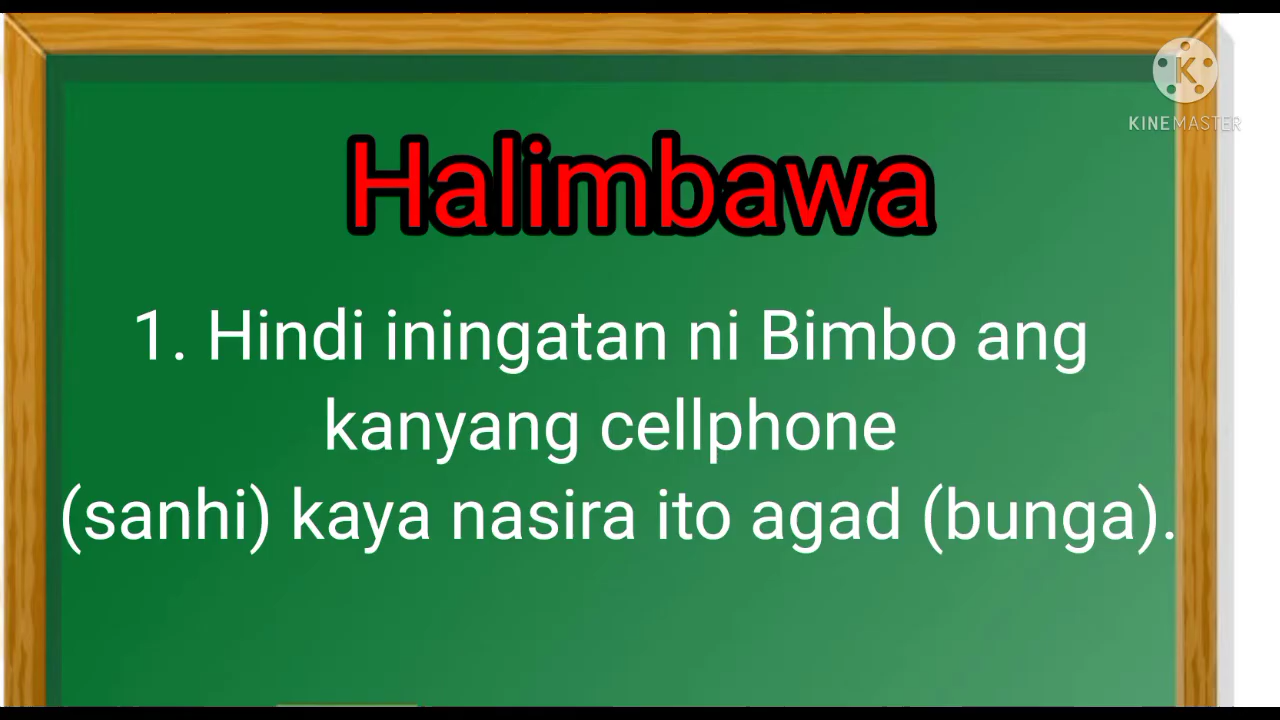 K
KINEMASTER
Halimbawa
1. Hindi iningatan ni Bimbo ang
kanyang cellphone
(sanhi) kaya nasira ito agad (bunga).